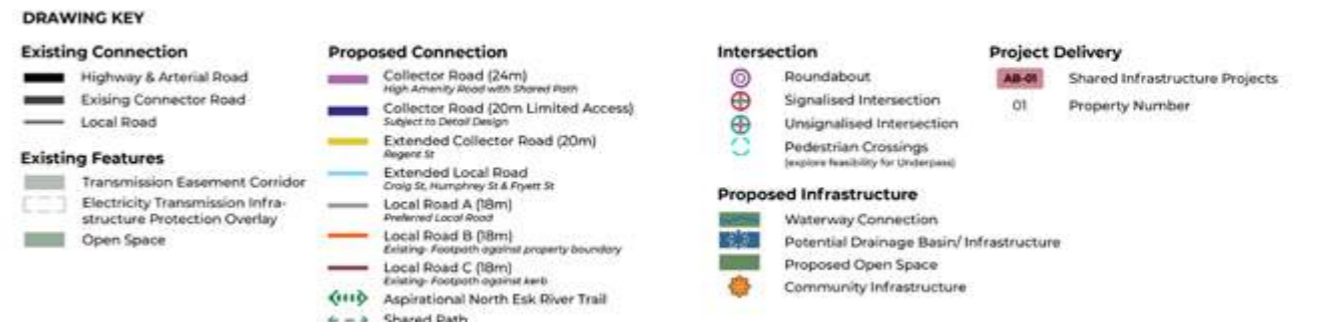 DRAWING KEY
Existing Connection
Highway & Arterial Road
Exising Connector Road
Local Road
Existing Features
Transmission Easement Corridor
Electricity Transmission Infra-
structure Protection Overlay
Open Space
Proposed Connection
Collector Road (24m)
High Amenity Road with Shared Path
Collector Road (20m Limited Access)
Subject to Detail Design
Extended Collector Road (20m)
Regent St
Extended Local Road
Craig St, Humphrey St & Fryett St
Local Road A (18m)
Preferred Local Road
Local Road B (18m)
Existing- Footpath against property boundary
Local Road C (18m)
Existing- Footpath against kerb
Aspirational North Esk River Trail
Shared Path
Intersection
Roundabout
Signalised Intersection
Unsignalised Intersection
Pedestrian Crossings
(explore feasibility for Underpass)
Proposed Infrastructure
Waterway Connection
Potential Drainage Basin/ Infrastructure
Proposed Open Space
Community Infrastructure
Project Delivery
AB-01 Shared Infrastructure Projects
01 Property Number